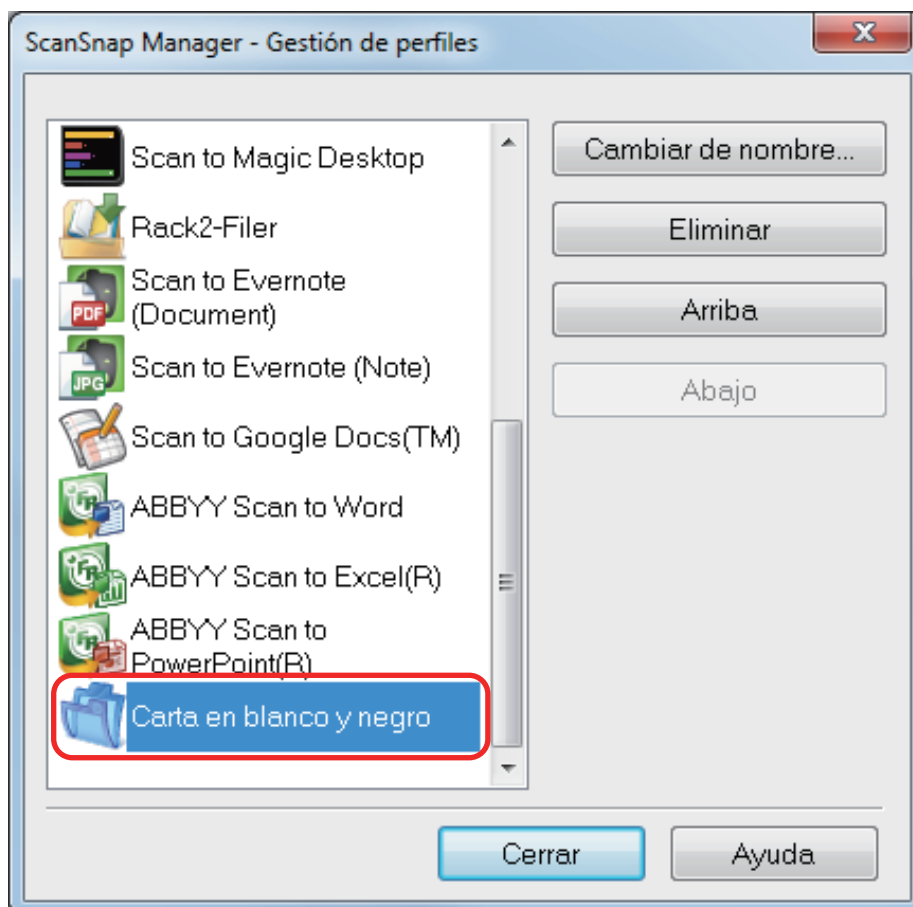 ScanSnap Manager - Gestión de perfiles
Scan to Magic Desktop
Rack2-Filer
Scan to Evernote
(Document)
PDF
Scan to Evernote (Note)
JPG
Scan to Google Docs(TM)
ABBYY Scan to Word
ABBYY Scan to Excel(R)
ABBYY Scan to
PowerPoint(R)
Carta en blanco y negro
Cambiar de nombre...
Eliminar
Arriba
Abajo
Cerrar
Ayuda